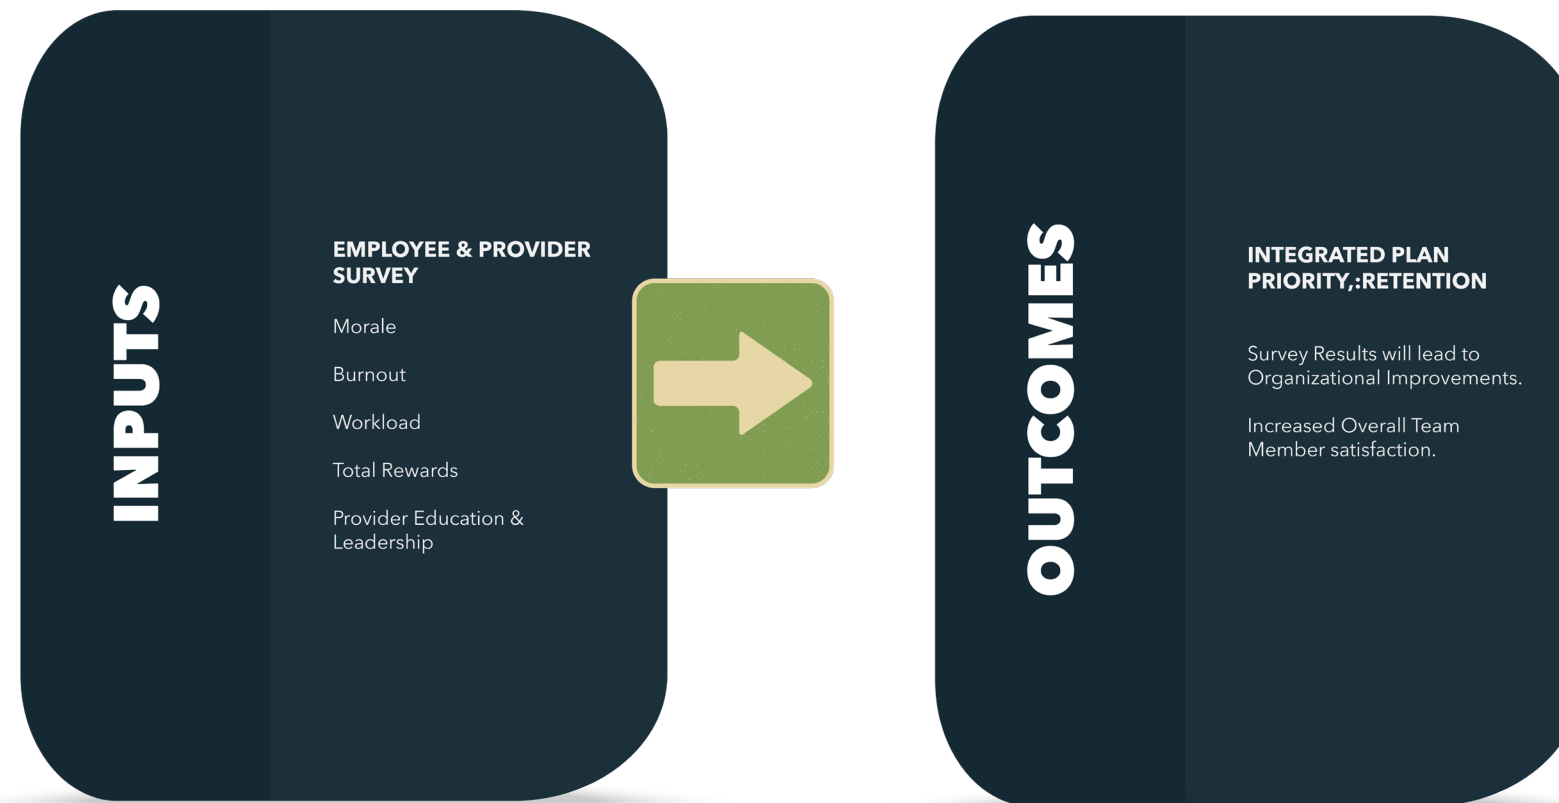 INPUTS
EMPLOYEE & PROVIDER
SURVEY
Morale
Burnout
Workload
Total Rewards
Provider Education &
Leadership
OUTCOMES
INTEGRATED PLAN
PRIORITY,:RETENTION
Survey Results will lead to
Organizational Improvements.
Increased Overall Team
Member satisfaction.